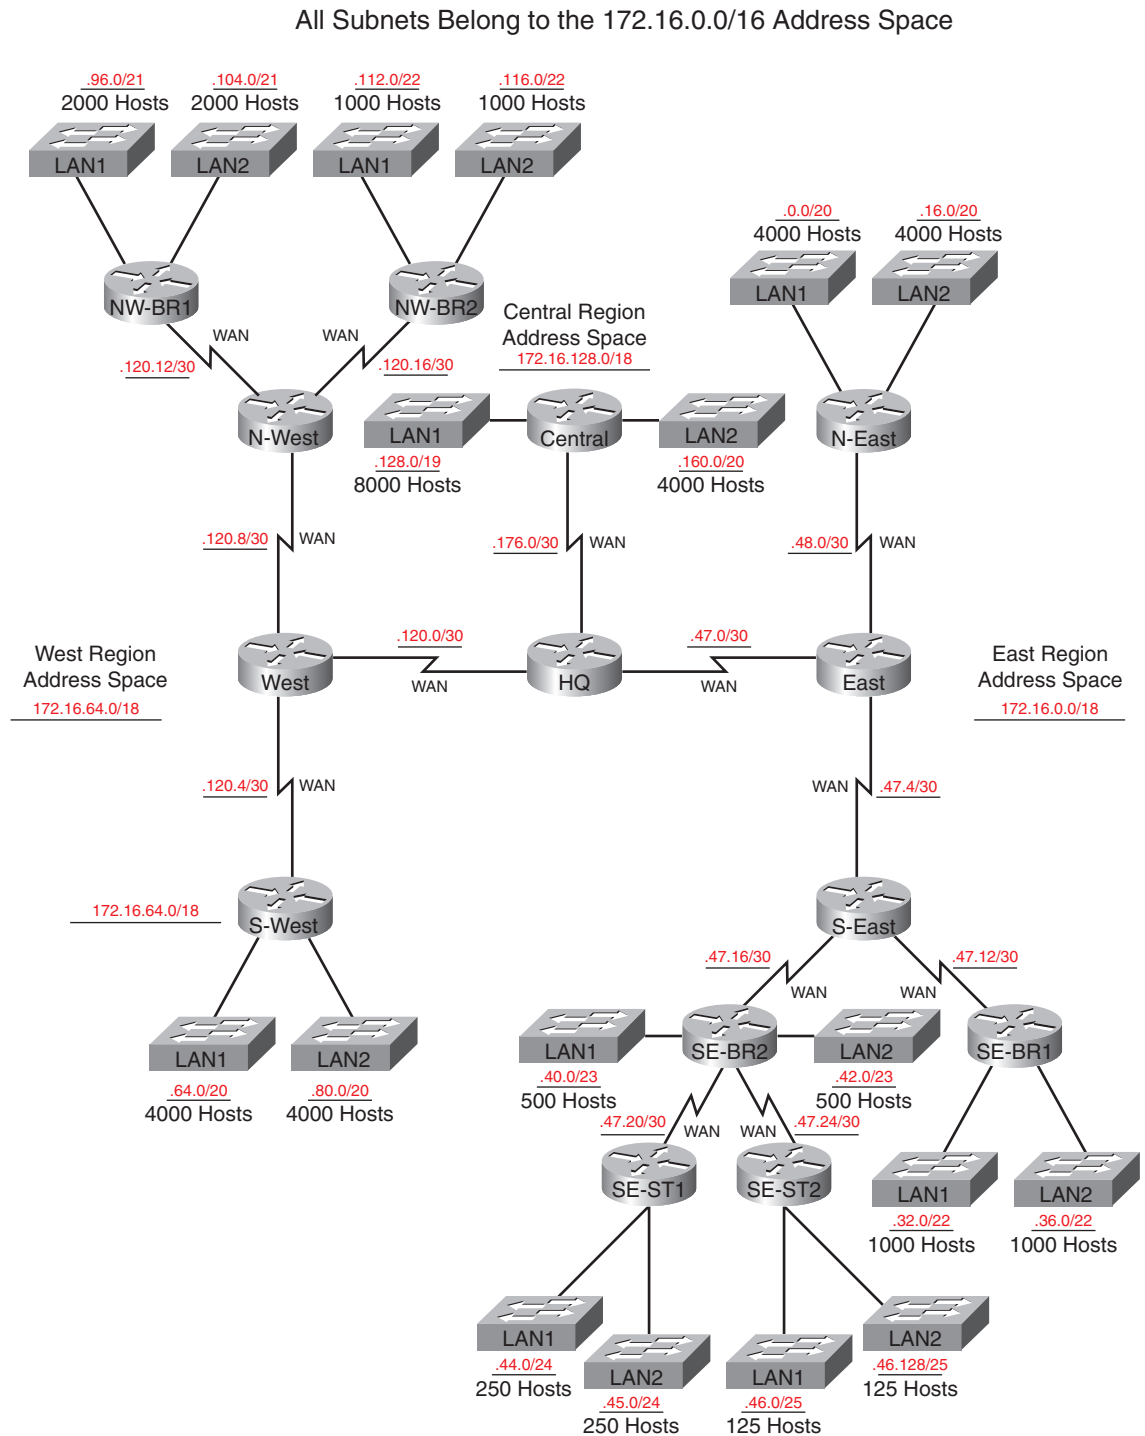 All Subnets Belong to the 172.16.0.0/16 Address Space
.96.0/21
2000 Hosts
LAN1
.104.0/21
2000 Hosts
LAN2
.112.0/22
1000 Hosts
LAN1
.116.0/22
1000 Hosts
LAN2
.0.0/20
4000 Hosts
LAN1
.16.0/20
4000 Hosts
LAN2
NW-BR1
NW-BR2
WAN
.120.12/30
WAN
.120.16/30
Central Region
Address Space
172.16.128.0/18
N-West
LAN1
.128.0/19
8000 Hosts
Central
LAN2
.160.0/20
4000 Hosts
N-East
.120.8/30
WAN
.176.0/30
WAN
.48.0/30
WAN
West Region
Address Space
172.16.64.0/18
West
.120.0/30
WAN
HQ
.47.0/30
WAN
East
East Region
Address Space
172.16.0.0/18
.120.4/30
WAN
WAN
.47.4/30
172.16.64.0/18
S-West
S-East
.47.16/30
WAN
.47.12/30
WAN
LAN1
.64.0/20
4000 Hosts
LAN2
.80.0/20
4000 Hosts
LAN1
.40.0/23
500 Hosts
SE-BR2
LAN2
.42.0/23
500 Hosts
SE-BR1
.47.20/30
WAN
WAN
.47.24/30
SE-ST1
SE-ST2
LAN1
.32.0/22
1000 Hosts
LAN2
.36.0/22
1000 Hosts
LAN1
.44.0/24
250 Hosts
LAN2
.45.0/24
250 Hosts
LAN1
.46.0/25
125 Hosts
LAN2
.46.128/25
125 Hosts